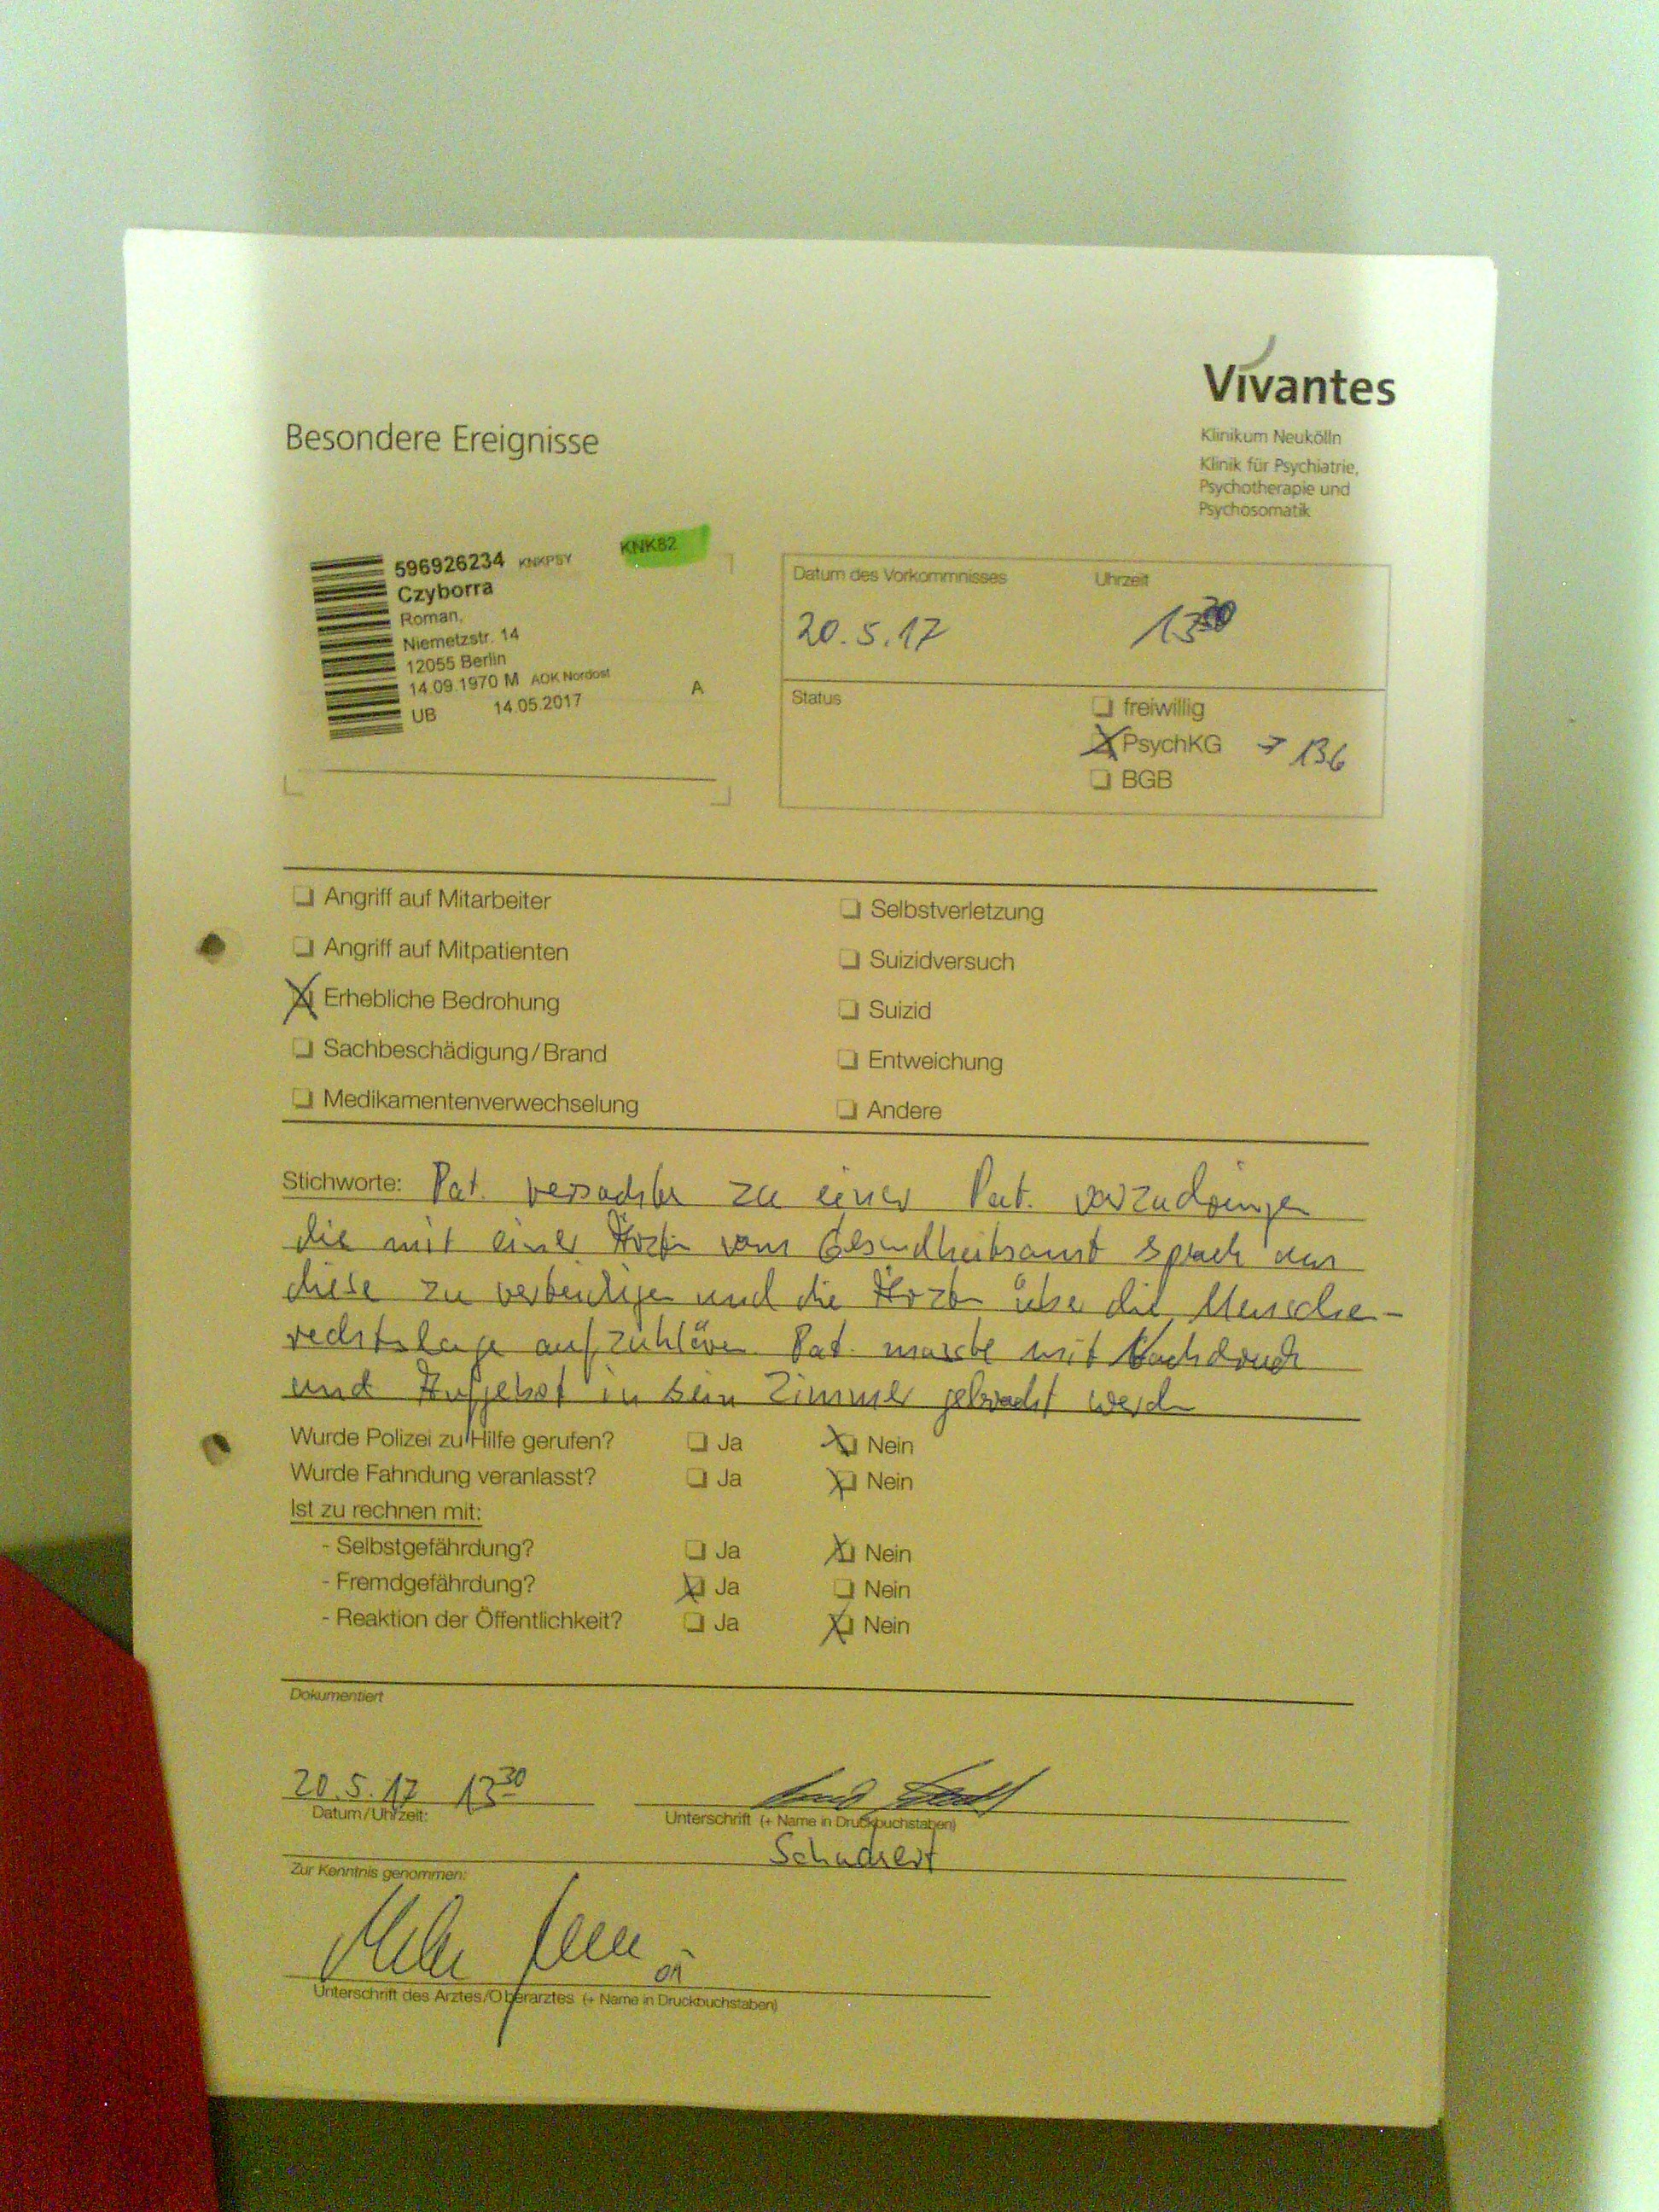 Vivantes
Klinikum Neukölln
Klinik für Psychiatrie,
Psychotherapie und
Psychosomatik
Besondere Ereignisse
596926234 KNKPSY KNK82
Czyborra
Roman,
Niemetzstr. 14
12055 Berlin
14.09.1970 M AOK Nordost
UB 14.05.2017 A
Datum des Vorkommnisses Uhrzeit
20.5.17 13
Status
❑ freiwillig
☒ PsychKG → 136
❑ BGB
❑ Angriff auf Mitarbeiter
❑ Angriff auf Mitpatienten
☒ Erhebliche Bedrohung
❑ Sachbeschädigung/Brand
❑ Medikamentenverwechselung
❑ Selbstverletzung
❑ Suizidversuch
❑ Suizid
❑ Entweichung
❑ Andere
Stichworte: Pat. versuchte zu einer Pat. vorzudringen
die mit einer Ärztin vom Gesundheitsamt sprach um
diese zu verteidigen und die Ärztin über die Menschen-
rechtslage aufzuklären. Pat. musste mit Nachdruck
und Aufgebot in sein Zimmer gebracht werden
Wurde Polizei zu Hilfe gerufen? ❑ Ja ☒ Nein
Wurde Fahndung veranlasst? ❑ Ja ☒ Nein
Ist zu rechnen mit:
- Selbstgefährdung? ❑ Ja ☒ Nein
- Fremdgefährdung? ☒ Ja ❑ Nein
- Reaktion der Öffentlichkeit? ❑ Ja ☒ Nein
Dokumentiert
20.5.17 13 30
Datum/Uhrzeit:
Unterschrift (+ Name in Druckbuchstaben)
Schuchert
Zur Kenntnis genommen:
OÄ
Unterschrift des Arztes/Oberarztes (+ Name in Druckbuchstaben)